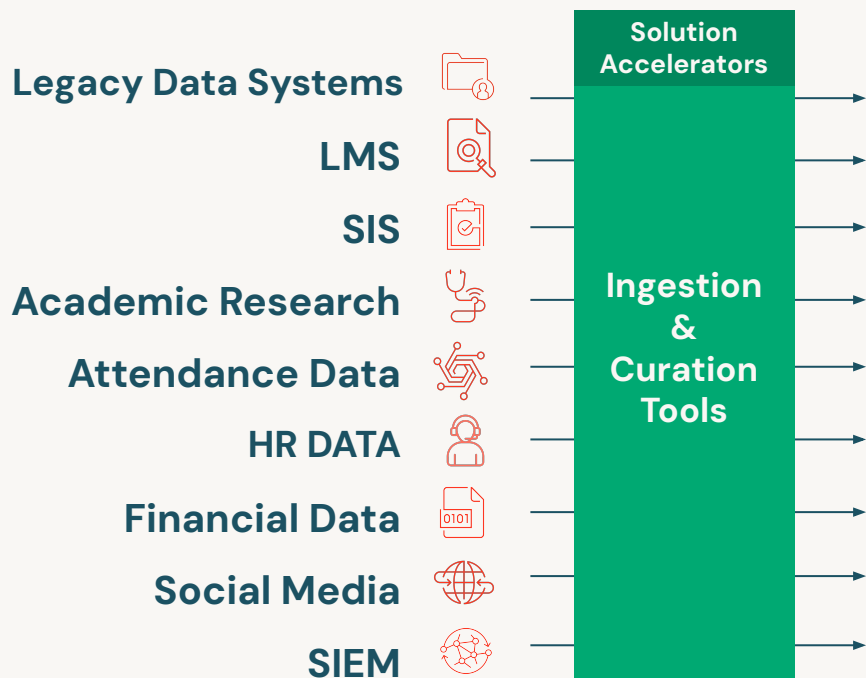 Solution
Accelerators
Legacy Data Systems
LMS
SIS
Academic Research
Attendance Data
HR DATA
Financial Data
0101
Social Media
SIEM
Ingestion
&
Curation
Tools